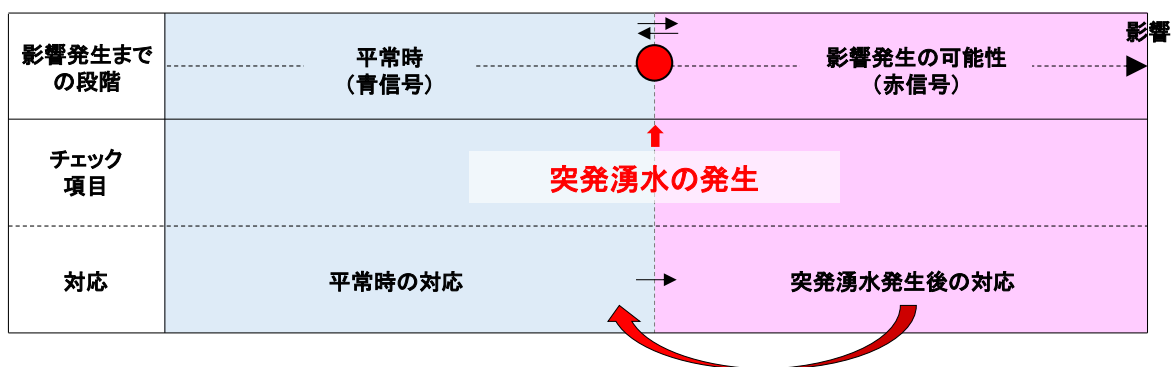 影響発生まで
の段階
平常時
（青信号）
影響発生の可能性
（赤信号）
影響
チェック
項目
突発湧水の発生
対応
平常時の対応
突発湧水発生後の対応